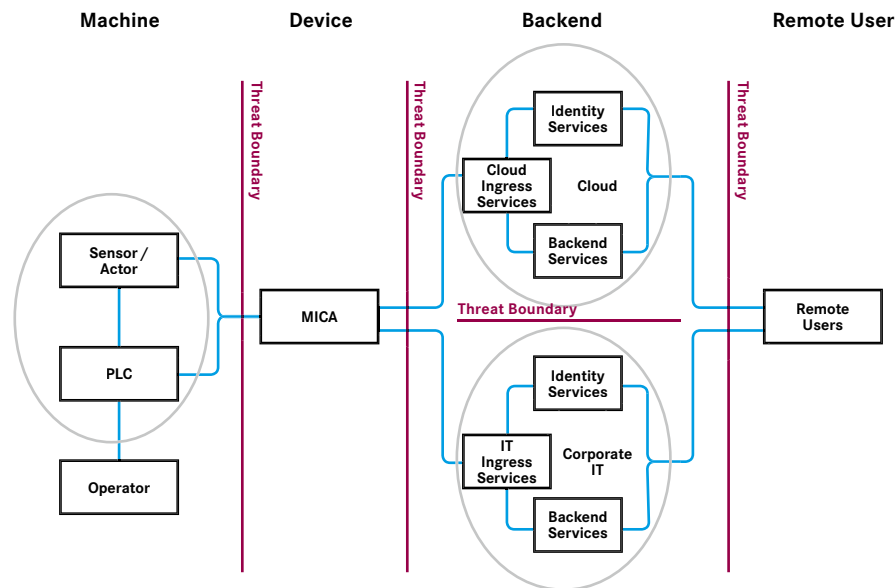 Machine
Device
Backend
Remote User
Threat Boundary
Threat Boundary
Threat Boundary
Identity
Services
Cloud
Ingress
Services
Cloud
Backend
Services
Sensor /
Actor
MICA
Threat Boundary
Remote
Users
PLC
Identity
Services
IT
Ingress
Services
Corporate
IT
Operator
Backend
Services